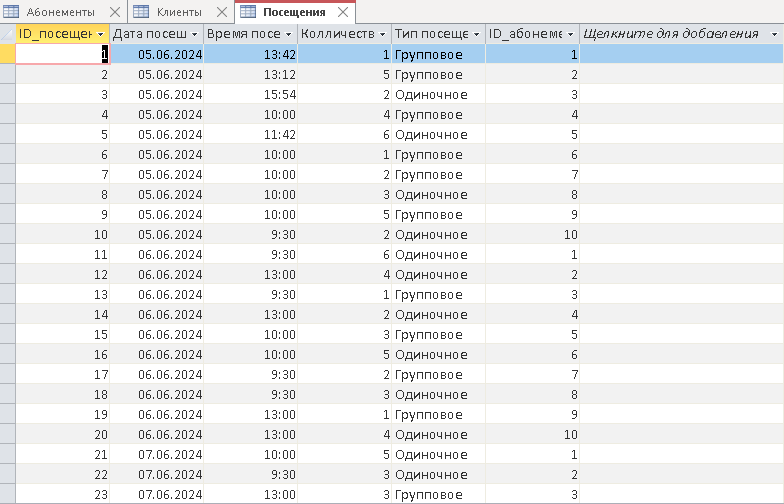 Абонементы Клиенты Посещения
ID_посещен Дата посещ Время посе Колличеств Тип посеще ID_абонеме Щелкните для добавления
1 05.06.2024 13:42 1 Групповое 1
2 05.06.2024 13:12 5 Групповое 2
3 05.06.2024 15:54 2 Одиночное 3
4 05.06.2024 10:00 4 Групповое 4
5 05.06.2024 11:42 6 Одиночное 5
6 05.06.2024 10:00 1 Групповое 6
7 05.06.2024 10:00 2 Групповое 7
8 05.06.2024 10:00 3 Одиночное 8
9 05.06.2024 10:00 5 Групповое 9
10 05.06.2024 9:30 2 Одиночное 10
11 06.06.2024 9:30 6 Одиночное 1
12 06.06.2024 13:00 4 Одиночное 2
13 06.06.2024 9:30 1 Групповое 3
14 06.06.2024 13:00 2 Одиночное 4
15 06.06.2024 10:00 3 Групповое 5
16 06.06.2024 10:00 5 Одиночное 6
17 06.06.2024 9:30 2 Групповое 7
18 06.06.2024 9:30 3 Одиночное 8
19 06.06.2024 13:00 1 Групповое 9
20 06.06.2024 13:00 4 Одиночное 10
21 07.06.2024 10:00 5 Одиночное 1
22 07.06.2024 9:30 3 Одиночное 2
23 07.06.2024 13:00 3 Групповое 3